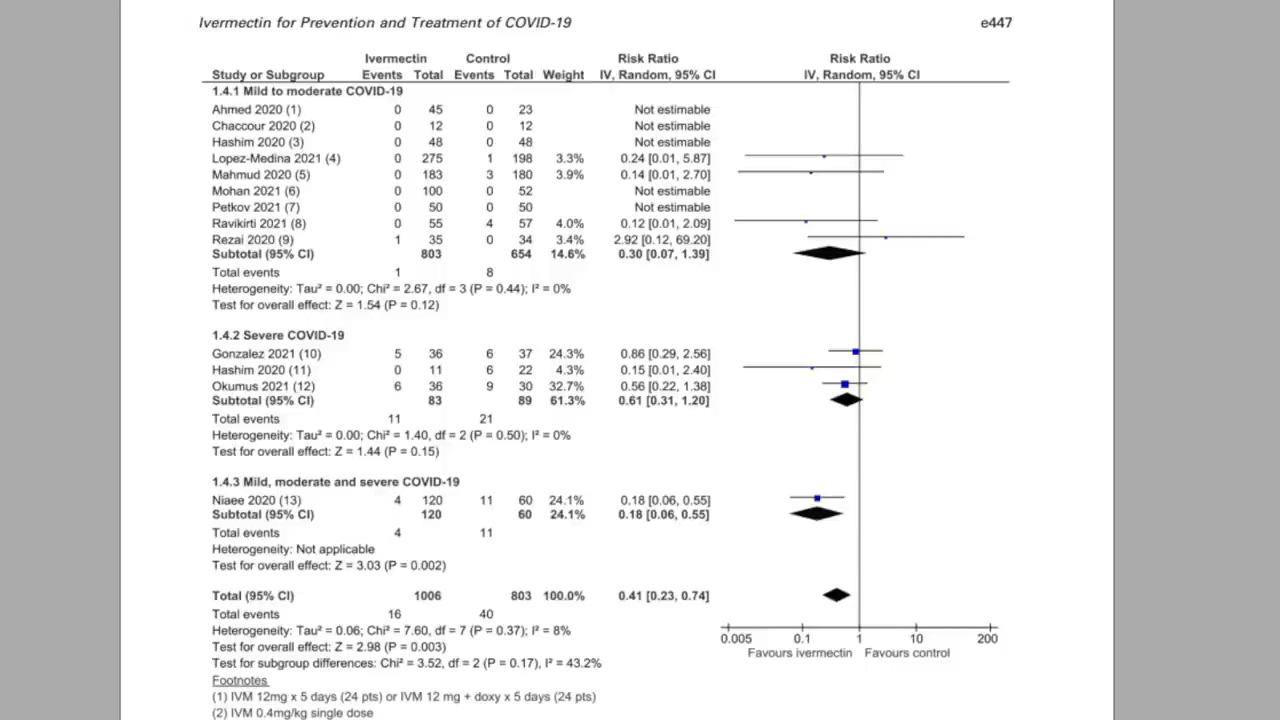 Ivermectin for Prevention and Treatment of COVID-19 e447
Ivermectin Control Risk Ratio Risk Ratio
Study or Subgroup Events Total Events Total Weight IV, Random, 95% CI IV, Random, 95% CI
1.4.1 Mild to moderate COVID-19
Ahmed 2020 (1) 0 45 0 23 Not estimable
Chaccour 2020 (2) 0 12 0 12 Not estimable
Hashim 2020 (3) 0 48 0 48 Not estimable
Lopez-Medina 2021 (4) 0 275 1 198 3.3% 0.24 [0.01, 5.87]
Mahmud 2020 (5) 0 183 3 180 3.9% 0.14 [0.01, 2.70]
Mohan 2021 (6) 0 100 0 52 Not estimable
Petkov 2021 (7) 0 50 0 50 Not estimable
Ravikirti 2021 (8) 0 55 4 57 4.0% 0.12 [0.01, 2.09]
Rezai 2020 (9) 1 35 0 34 3.4% 2.92 [0.12, 69.20]
Subtotal (95% CI) 803 654 14.6% 0.30 [0.07, 1.39]
Total events 1 8
Heterogeneity: Tau² = 0.00; Chi² = 2.67, df = 3 (P = 0.44); I² = 0%
Test for overall effect: Z = 1.54 (P = 0.12)
1.4.2 Severe COVID-19
Gonzalez 2021 (10) 5 36 6 37 24.3% 0.86 [0.29, 2.56]
Hashim 2020 (11) 0 11 6 22 4.3% 0.15 [0.01, 2.40]
Okumus 2021 (12) 6 36 9 30 32.7% 0.56 [0.22, 1.38]
Subtotal (95% CI) 83 89 61.3% 0.61 [0.31, 1.20]
Total events 11 21
Heterogeneity: Tau² = 0.00; Chi² = 1.40, df = 2 (P = 0.50); I² = 0%
Test for overall effect: Z = 1.44 (P = 0.15)
1.4.3 Mild, moderate and severe COVID-19
Niaee 2020 (13) 4 120 11 60 24.1% 0.18 [0.06, 0.55]
Subtotal (95% CI) 120 60 24.1% 0.18 [0.06, 0.55]
Total events 4 11
Heterogeneity: Not applicable
Test for overall effect: Z = 3.03 (P = 0.002)
Total (95% CI) 1006 803 100.0% 0.41 [0.23, 0.74]
Total events 16 40
Heterogeneity: Tau² = 0.06; Chi² = 7.60, df = 7 (P = 0.37); I² = 8%
Test for overall effect: Z = 2.98 (P = 0.003)
Test for subgroup differences: Chi² = 3.52, df = 2 (P = 0.17), I² = 43.2%
0.005 0.1 1 10 200
Favours ivermectin Favours control
Footnotes
(1) IVM 12mg x 5 days (24 pts) or IVM 12 mg + doxy x 5 days (24 pts)
(2) IVM 0.4mg/kg single dose